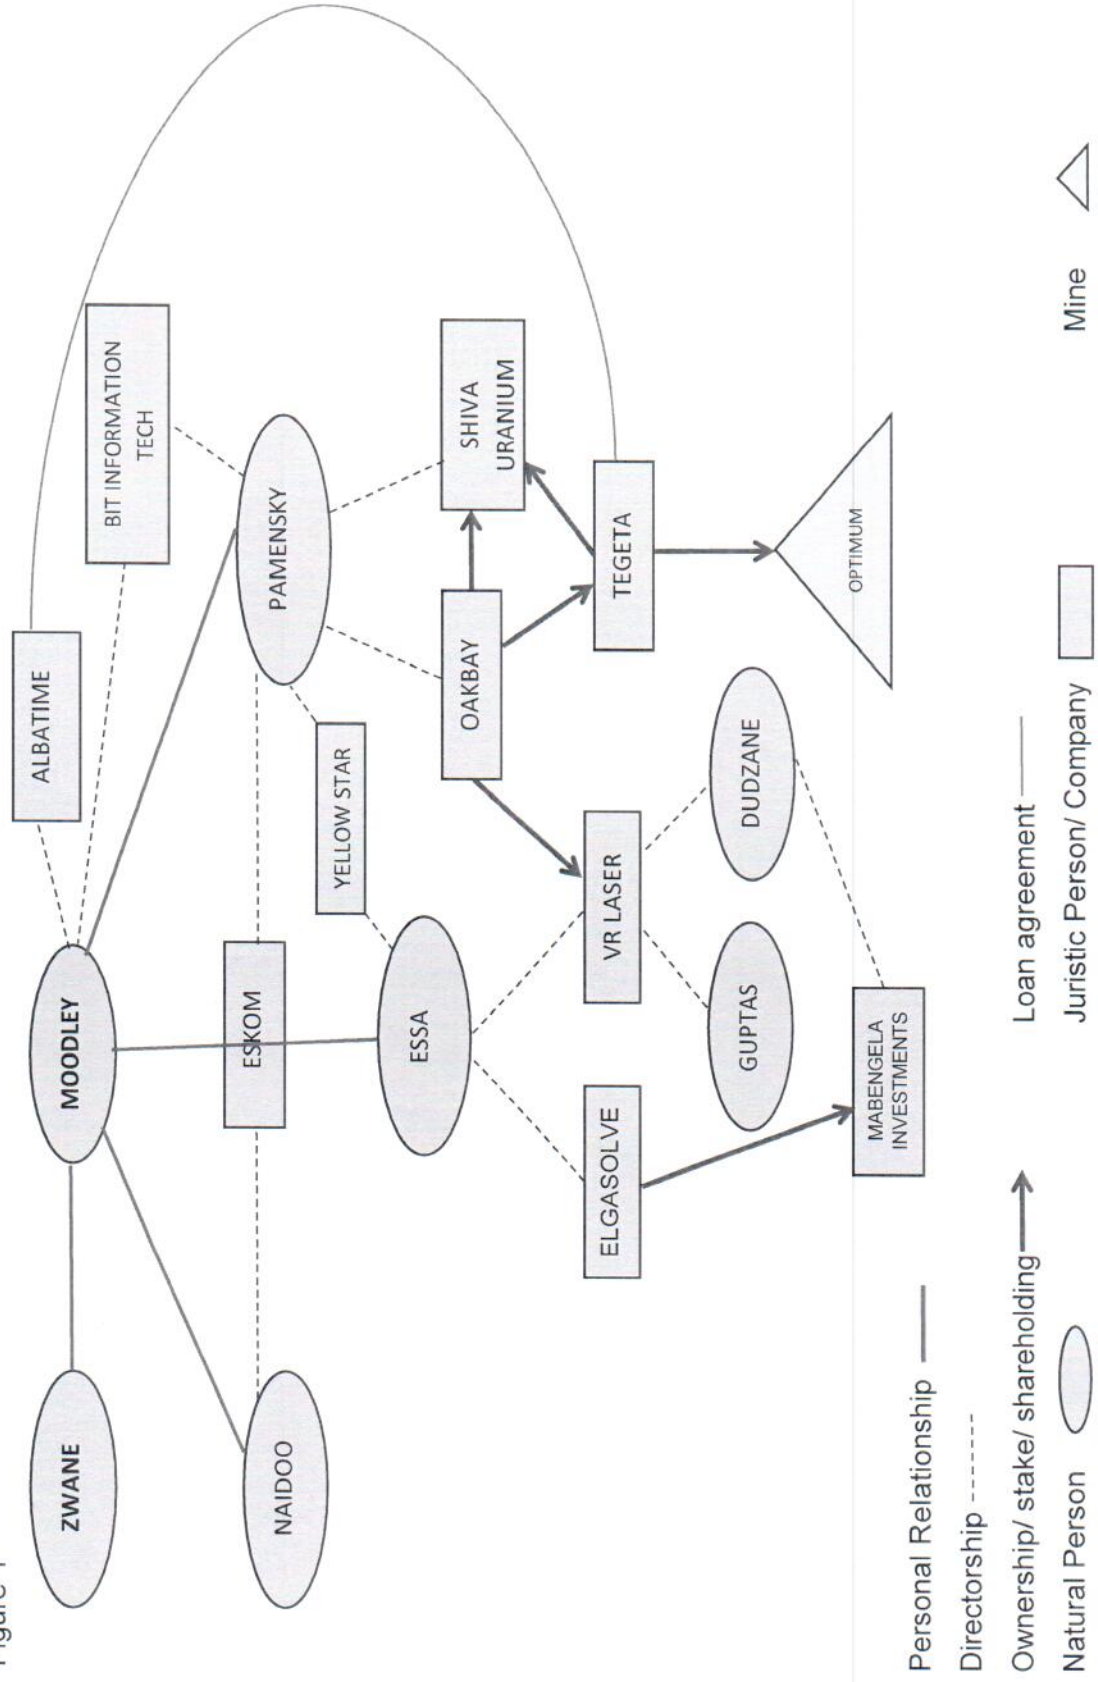 Figure 1
ZWANE
MOODLEY
ALBATIME
BIT INFORMATION
TECH
NAIDOO
ESKOM
PAMENSKY
YELLOW STAR
ESSA
OAKBAY
SHIVA
URANIUM
ELGASOLVE
VR LASER
TEGETA
GUPTAS
DUDZANE
OPTIMUM
MABENGELA
INVESTMENTS
Personal Relationship
Directorship
Ownership/ stake/ shareholding
Loan agreement
Natural Person
Juristic Person/ Company
Mine